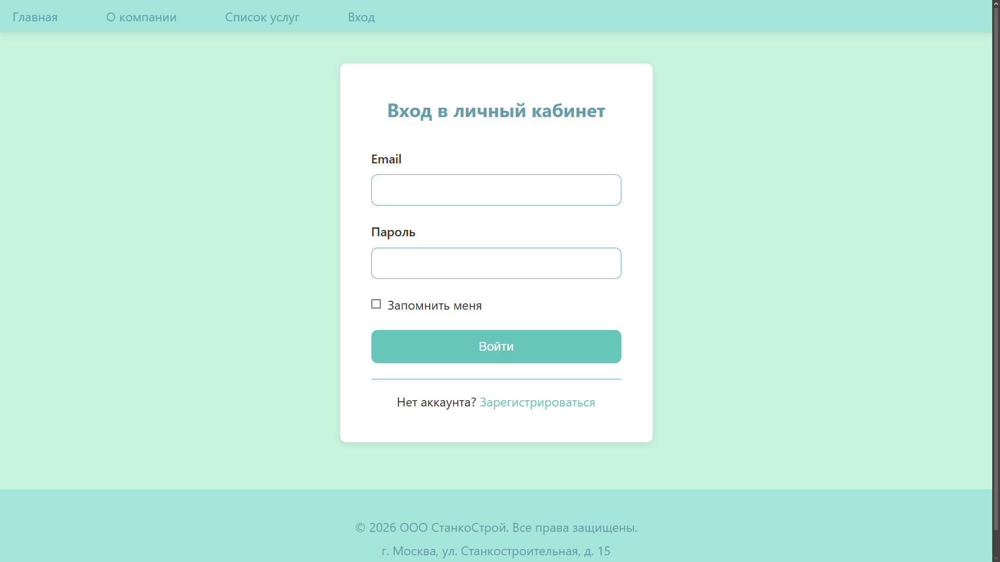 Главная
О компании
Список услуг
Вход
Вход в личный кабинет
Email
Пароль
Запомнить меня
Войти
Нет аккаунта? Зарегистрироваться
© 2026 ООО СтанкоСтрой. Все права защищены.
г. Москва, ул. Станкостроительная, д. 15